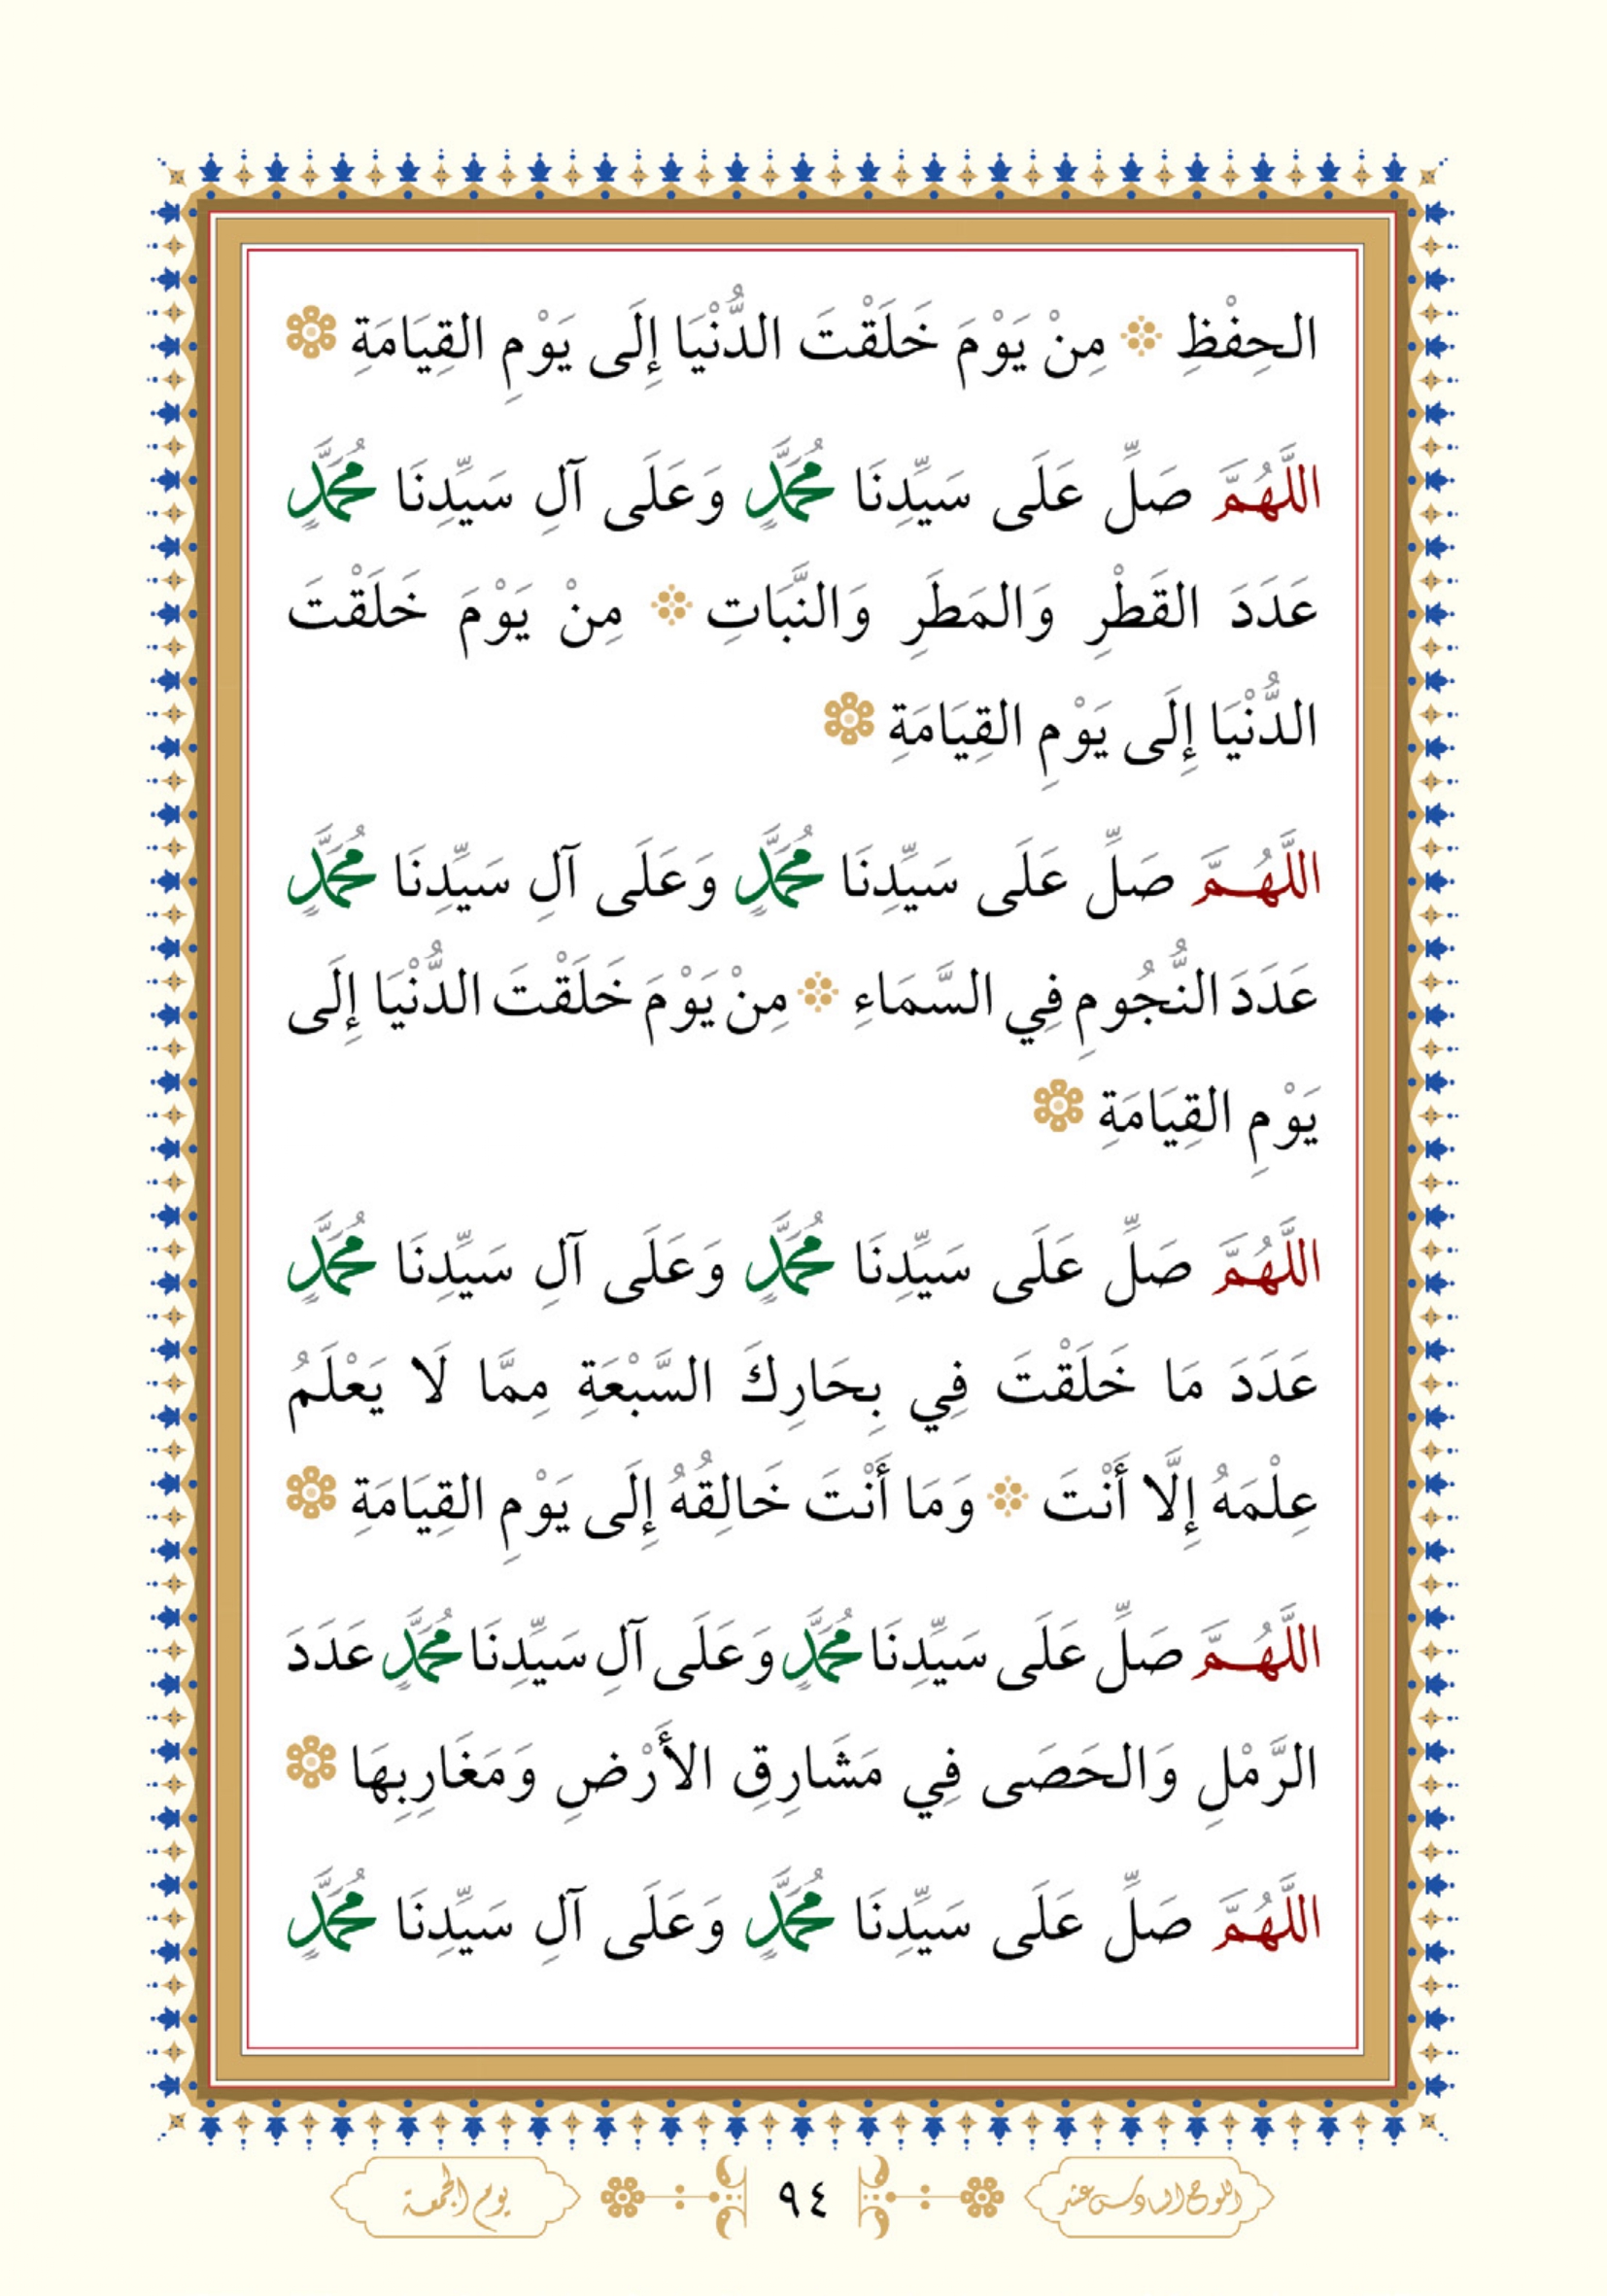 الحِفْظِ مِنْ يَوْمَ خَلَقْتَ الدُّنْيَا إِلَى يَوْمِ القِيَامَةِ
اللَّهُمَّ صَلِّ عَلَى سَيِّدِنَا مُحَمَّدٍ وَعَلَى آلِ سَيِّدِنَا مُحَمَّدٍ
عَدَدَ القَطْرِ وَالمَطَرِ وَالنَّبَاتِ مِنْ يَوْمَ خَلَقْتَ
الدُّنْيَا إِلَى يَوْمِ القِيَامَةِ
اللَّهُمَّ صَلِّ عَلَى سَيِّدِنَا مُحَمَّدٍ وَعَلَى آلِ سَيِّدِنَا مُحَمَّدٍ
عَدَدَ النُّجُومِ فِي السَّمَاءِ مِنْ يَوْمَ خَلَقْتَ الدُّنْيَا إِلَى
يَوْمِ القِيَامَةِ
اللَّهُمَّ صَلِّ عَلَى سَيِّدِنَا مُحَمَّدٍ وَعَلَى آلِ سَيِّدِنَا مُحَمَّدٍ
عَدَدَ مَا خَلَقْتَ فِي بِحَارِكَ السَّبْعَةِ مِمَّا لَا يَعْلَمُ
عِلْمَهُ إِلَّا أَنْتَ وَمَا أَنْتَ خَالِقُهُ إِلَى يَوْمِ القِيَامَةِ
اللَّهُمَّ صَلِّ عَلَى سَيِّدِنَا مُحَمَّدٍ وَعَلَى آلِ سَيِّدِنَا مُحَمَّدٍ عَدَدَ
الرَّمْلِ وَالحَصَى فِي مَشَارِقِ الأَرْضِ وَمَغَارِبِهَا
اللَّهُمَّ صَلِّ عَلَى سَيِّدِنَا مُحَمَّدٍ وَعَلَى آلِ سَيِّدِنَا مُحَمَّدٍ
اللوح السادس عشر ٩٤ يوم الجمعة